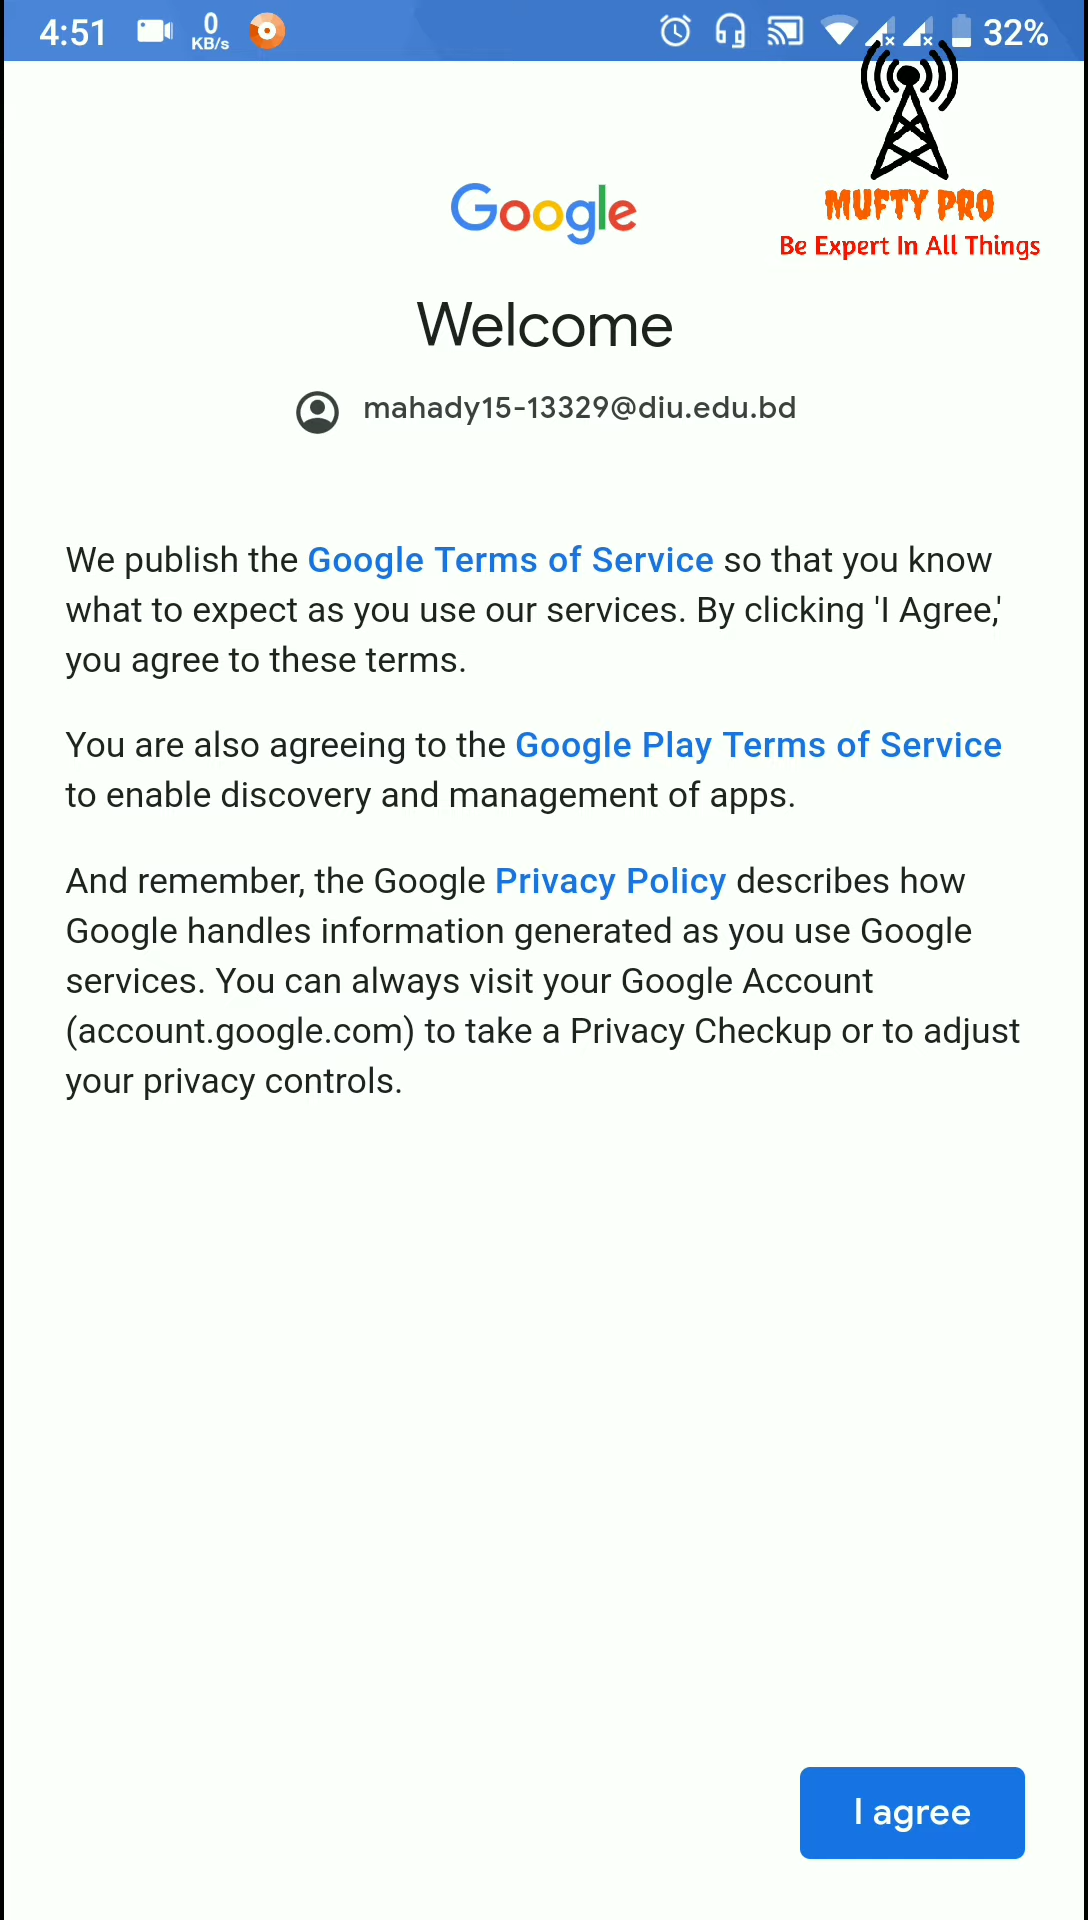 4:51
0
KB/s
32%
Google
MUFTY PRO
Be Expert In All Things
Welcome
mahady15-13329@diu.edu.bd
We publish the Google Terms of Service so that you know
what to expect as you use our services. By clicking 'I Agree,'
you agree to these terms.
You are also agreeing to the Google Play Terms of Service
to enable discovery and management of apps.
And remember, the Google Privacy Policy describes how
Google handles information generated as you use Google
services. You can always visit your Google Account
(account.google.com) to take a Privacy Checkup or to adjust
your privacy controls.
I agree